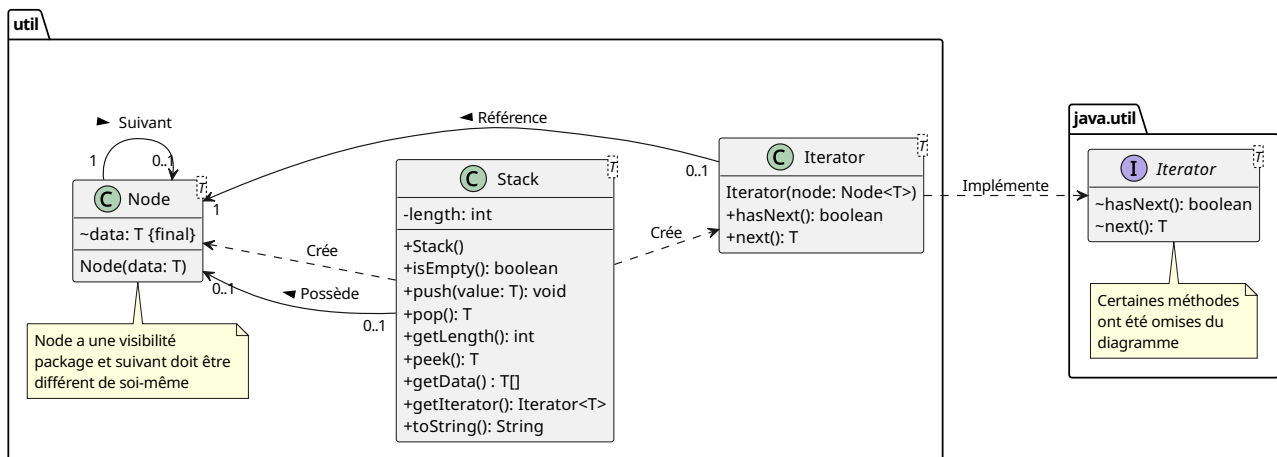 util
Suivant
1
0..1
T
C Node
~data: T {final}
Node(data: T)
Node a une visibilité
package et suivant doit être
différent de soi-même
Référence
1
0..1
Crée
Possède
0..1
0..1
T
C Stack
-length: int
+Stack()
+isEmpty(): boolean
+push(value: T): void
+pop(): T
+getLength(): int
+peek(): T
+getData() : T[]
+getIterator(): Iterator<T>
+toString(): String
Crée
T
C Iterator
Iterator(node: Node<T>)
+hasNext(): boolean
+next(): T
Implémente
java.util
T
I Iterator
~hasNext(): boolean
~next(): T
Certaines méthodes
ont été omises du
diagramme